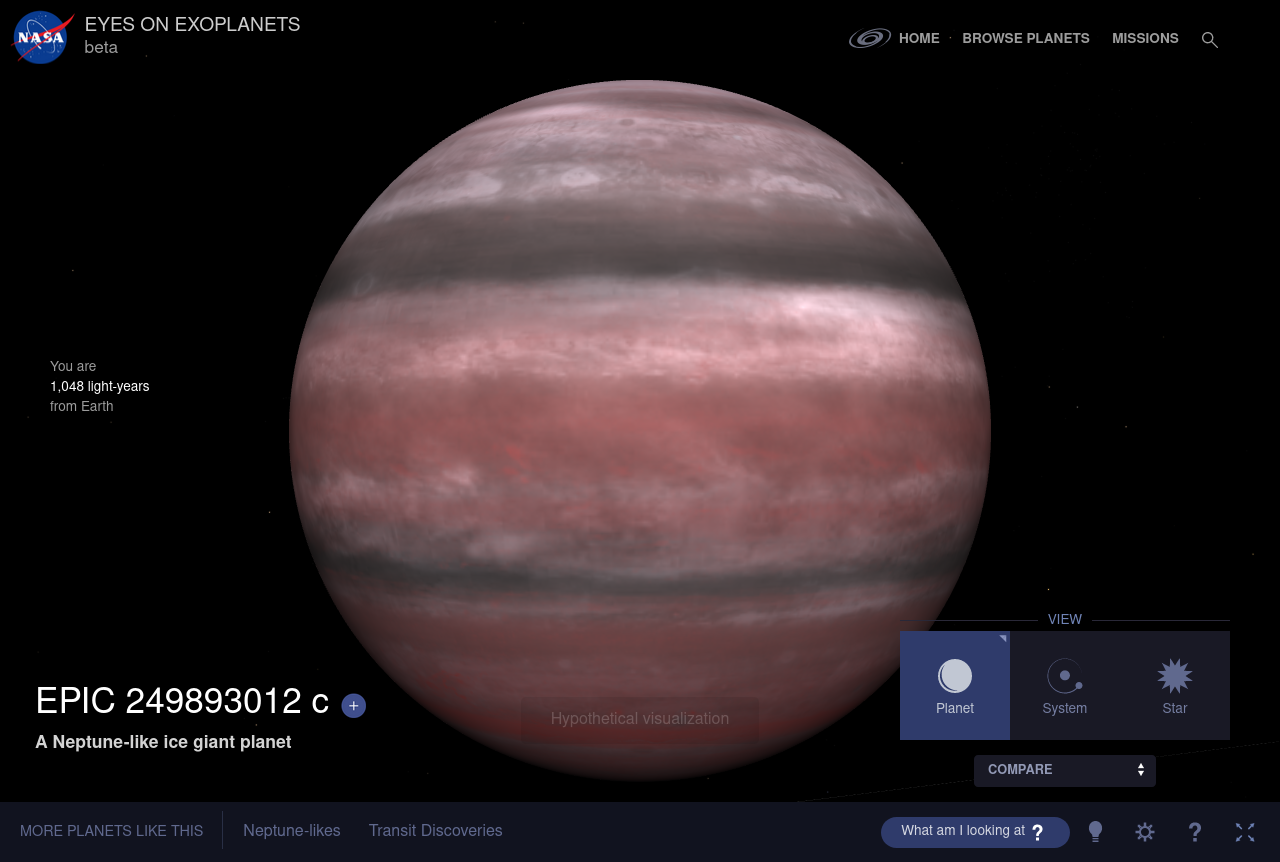 NASA
EYES ON EXOPLANETS
beta
HOME
BROWSE PLANETS
MISSIONS
You are
1,048 light-years
from Earth
VIEW
Planet
System
Star
EPIC 249893012 c +
A Neptune-like ice giant planet
Hypothetical visualization
COMPARE
MORE PLANETS LIKE THIS
Neptune-likes
Transit Discoveries
What am I looking at ?
?